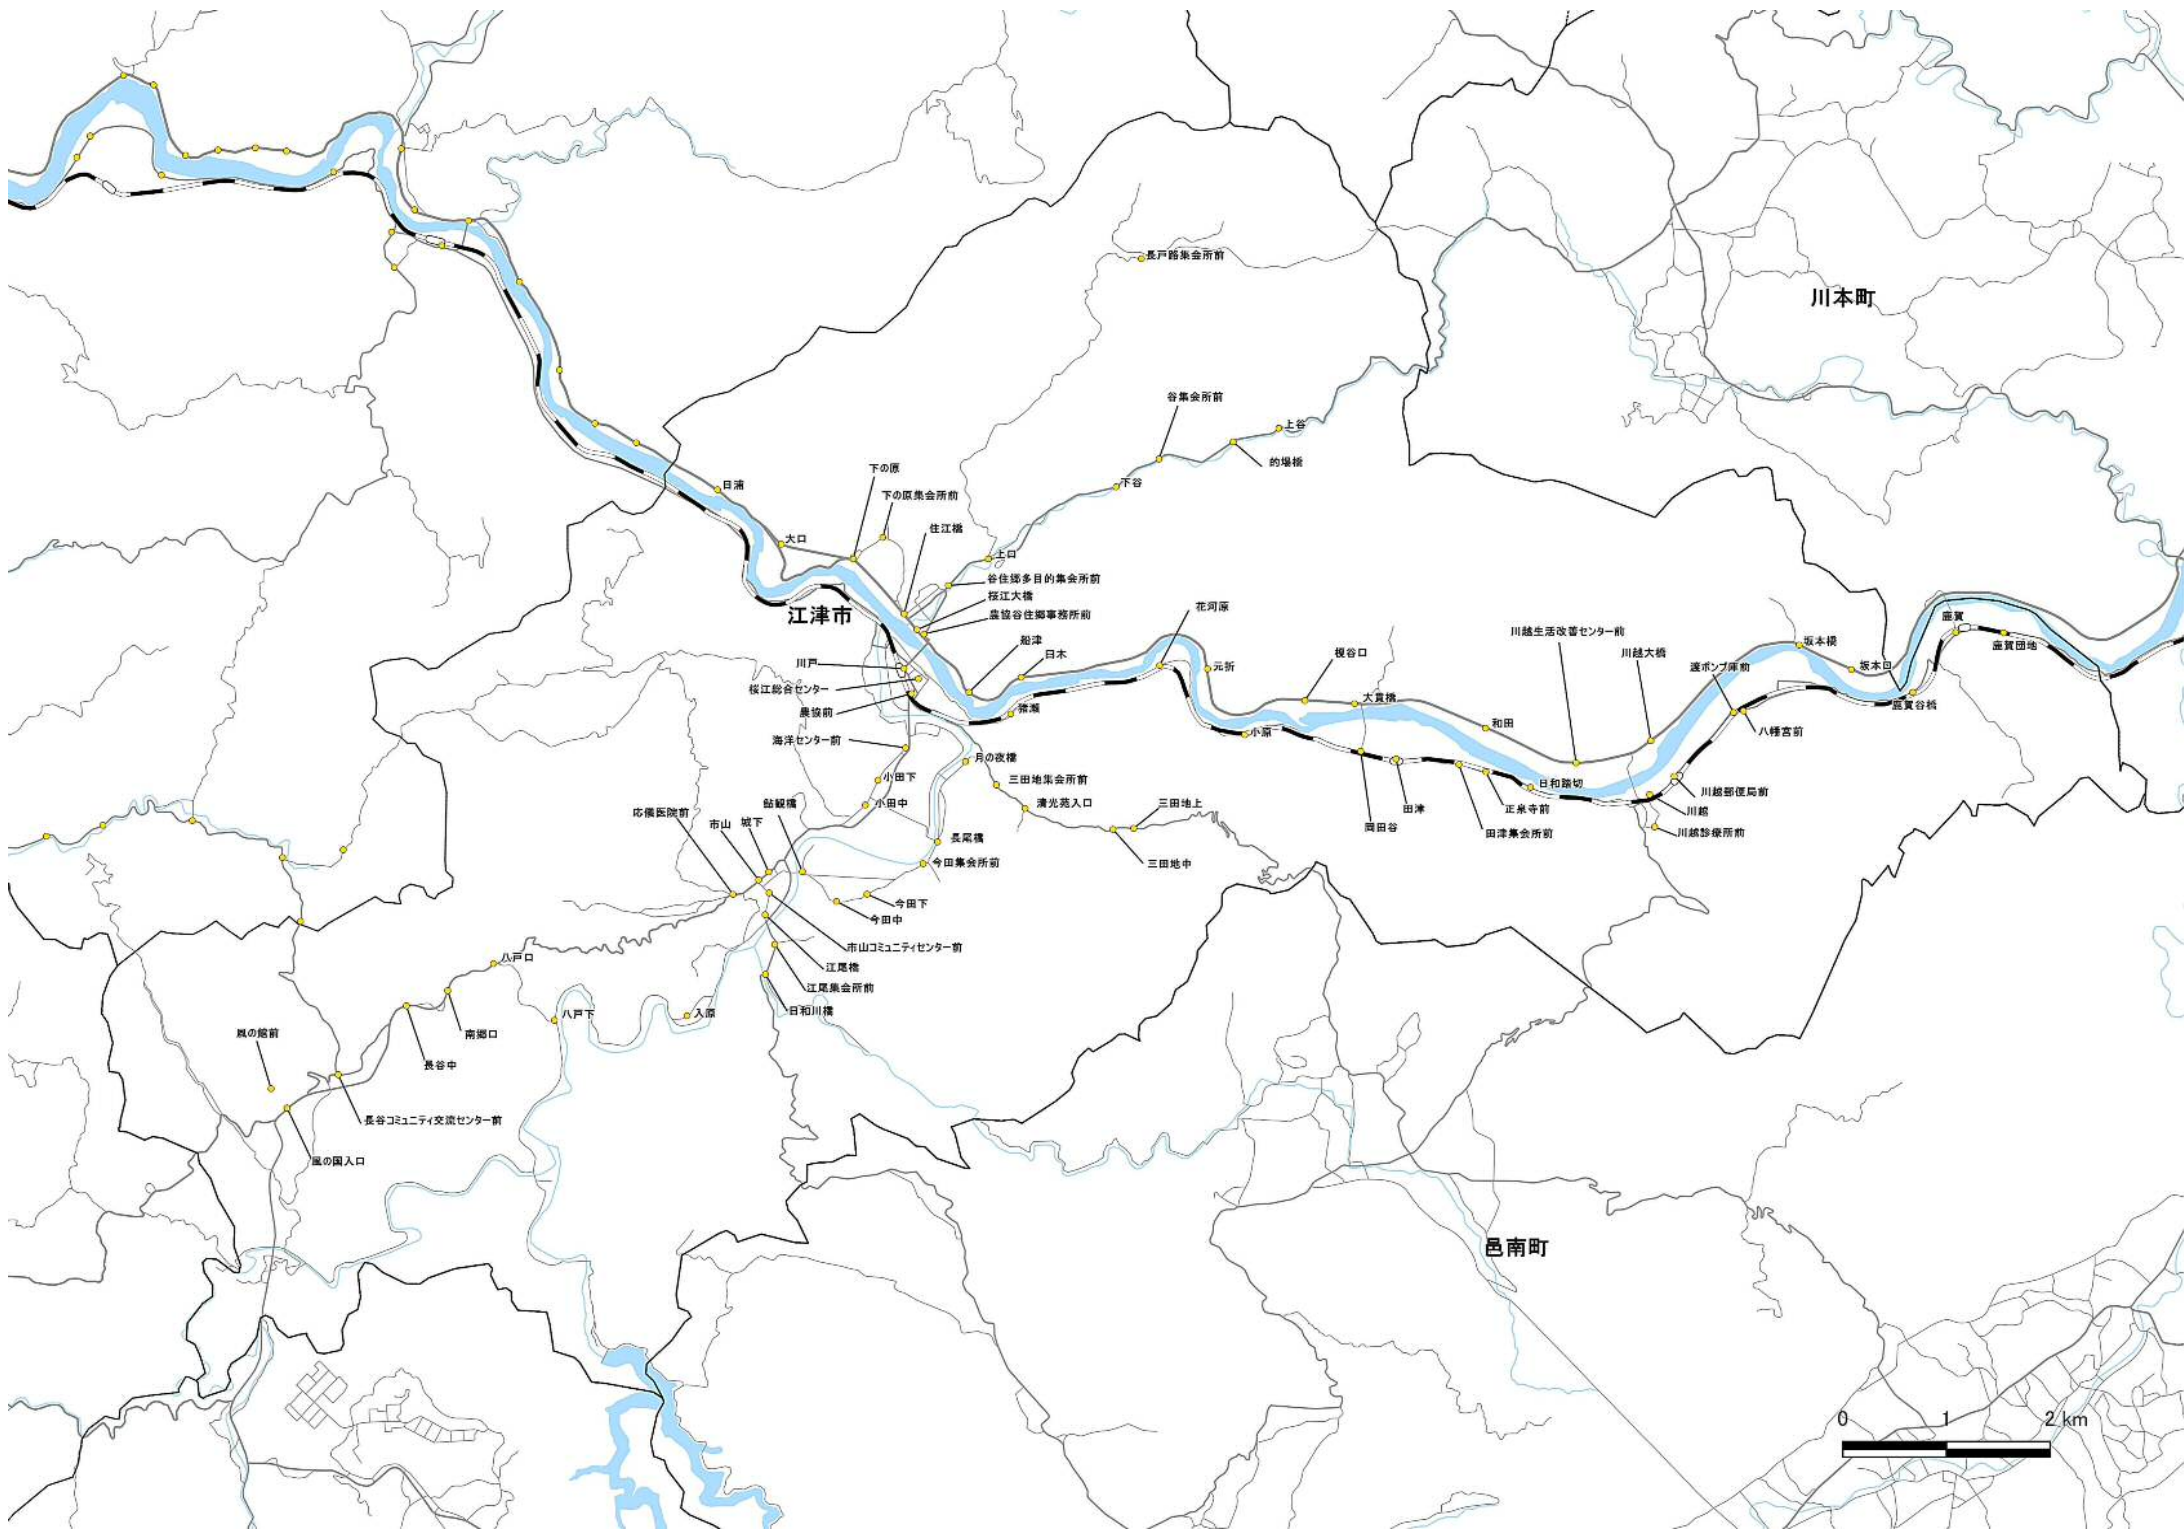 長戸路集会所前
川本町
谷集会所前
上谷
的場橋
下谷
下の原
日浦
下の原集会所前
住江橋
大口
上口
谷住郷多目的集会所前
桜江大橋
農協谷住郷事務所前
江津市
花河原
船津
日木
川戸
桜江総合センター
農協前
猪瀬
元折
榎谷口
川越生活改善センター前
川越大橋
坂本橋
鹿賀
鹿賀団地
渡ポンプ庫前
坂本口
大貫橋
鹿賀谷橋
和田
八幡宮前
小原
海洋センター前
月の夜橋
小田下
三田地集会所前
日和踏切
川越郵便局前
小田中
清光苑入口
三田地上
田津
正泉寺前
川越
鮎観橋
市山
城下
岡田谷
田津集会所前
川越診療所前
長尾橋
今田集会所前
三田地中
今田下
今田中
市山コミュニティセンター前
八戸口
江尾橋
江尾集会所前
日和川橋
八戸下
入原
南郷口
風の館前
長谷中
長谷コミュニティ交流センター前
風の国入口
邑南町
0 1 2 km